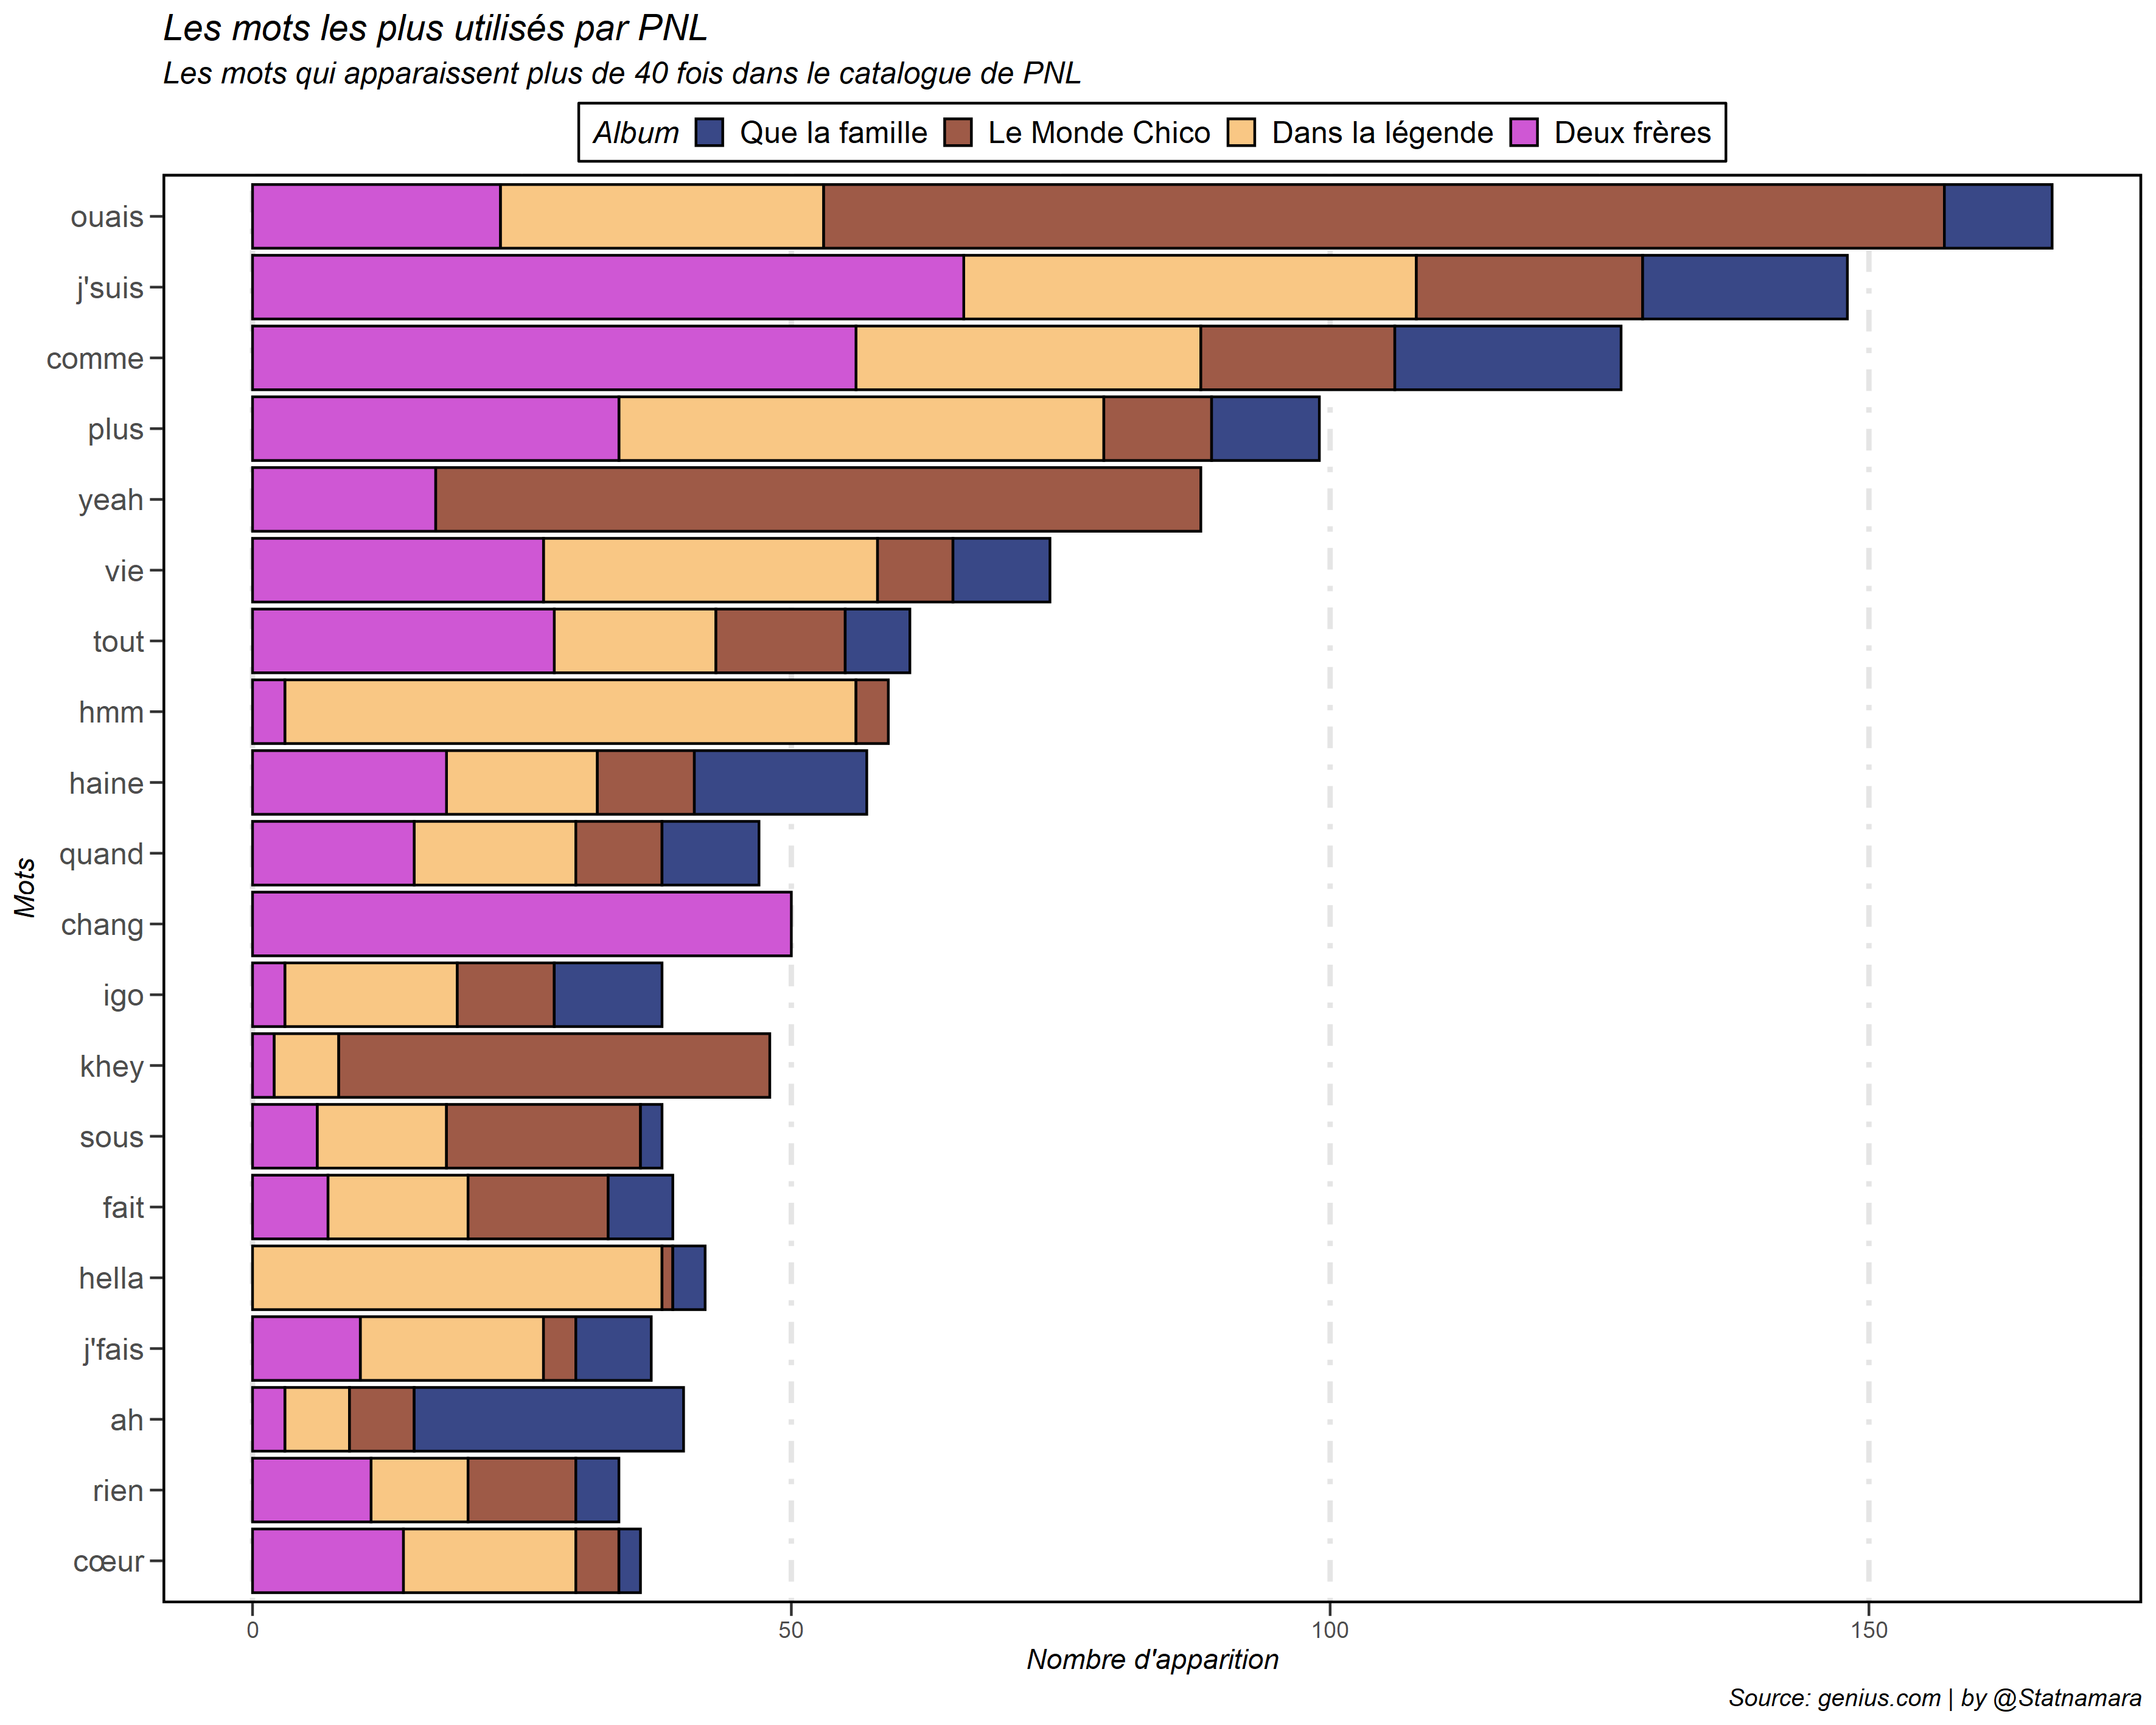 Les mots les plus utilisés par PNL
Les mots qui apparaissent plus de 40 fois dans le catalogue de PNL
Album Que la famille Le Monde Chico Dans la légende Deux frères
ouais
j'suis
comme
plus
yeah
vie
tout
hmm
haine
quand
chang
igo
khey
sous
fait
hella
j'fais
ah
rien
cœur
Mots
0 50 100 150
Nombre d'apparition
Source: genius.com | by @Statnamara